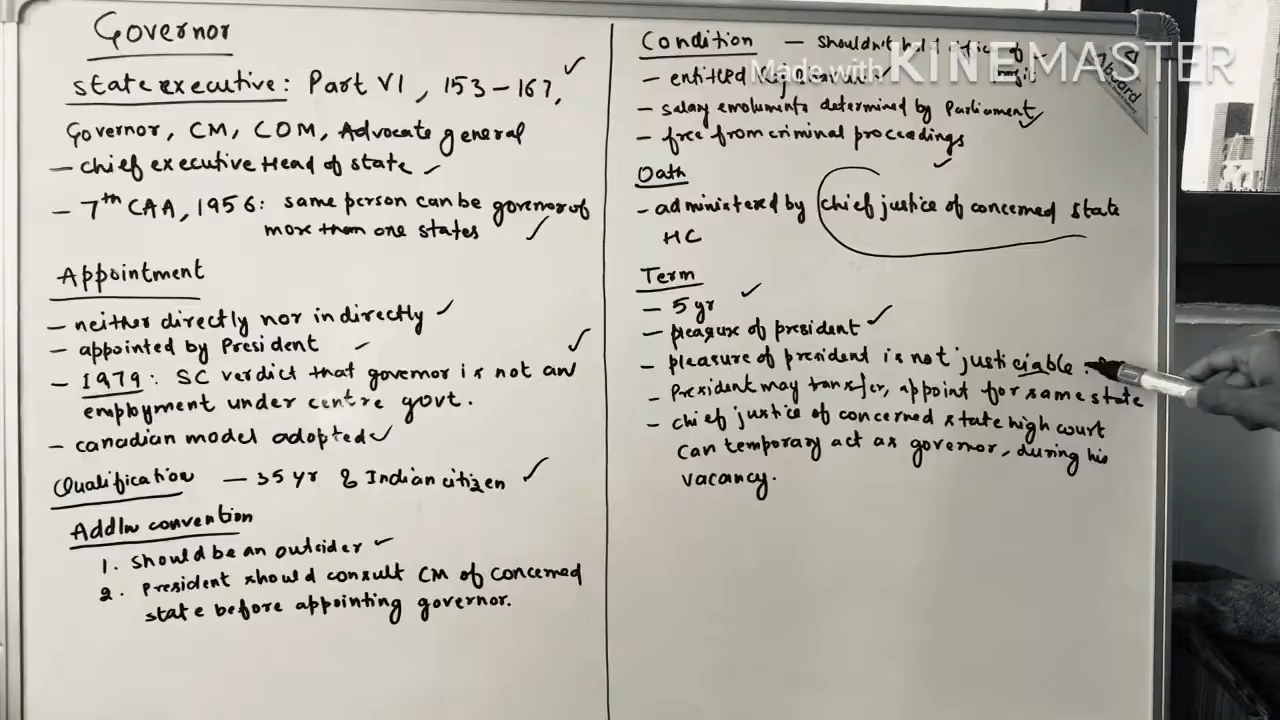 Governor
state executive: Part VI, 153-167,
Governor, CM, COM, Advocate general
- chief executive Head of state
- 7th CAA, 1956: same person can be governor of
more than one states
Appointment
- neither directly nor indirectly
- appointed by President
- 1979: SC verdict that governor is not an
employment under centre govt.
- canadian model adopted
Qualification - 35 yr & Indian citizen
Addln convention
1. should be an outsider
2. President should consult CM of concerned
state before appointing governor.
Condition - shouldn't hold office of
- entitled
- salary emoluments determined by Parliament
- free from criminal proceedings
Oath
- administered by chief justice of concerned state
HC
Term
- 5 yr
- pleasure of president
- pleasure of president is not justiciable.
- President may transfer, appoint for same state
- chief justice of concerned state high court
can temporary act as governor, during his
vacancy.
Made with KINEMASTER
Aboard